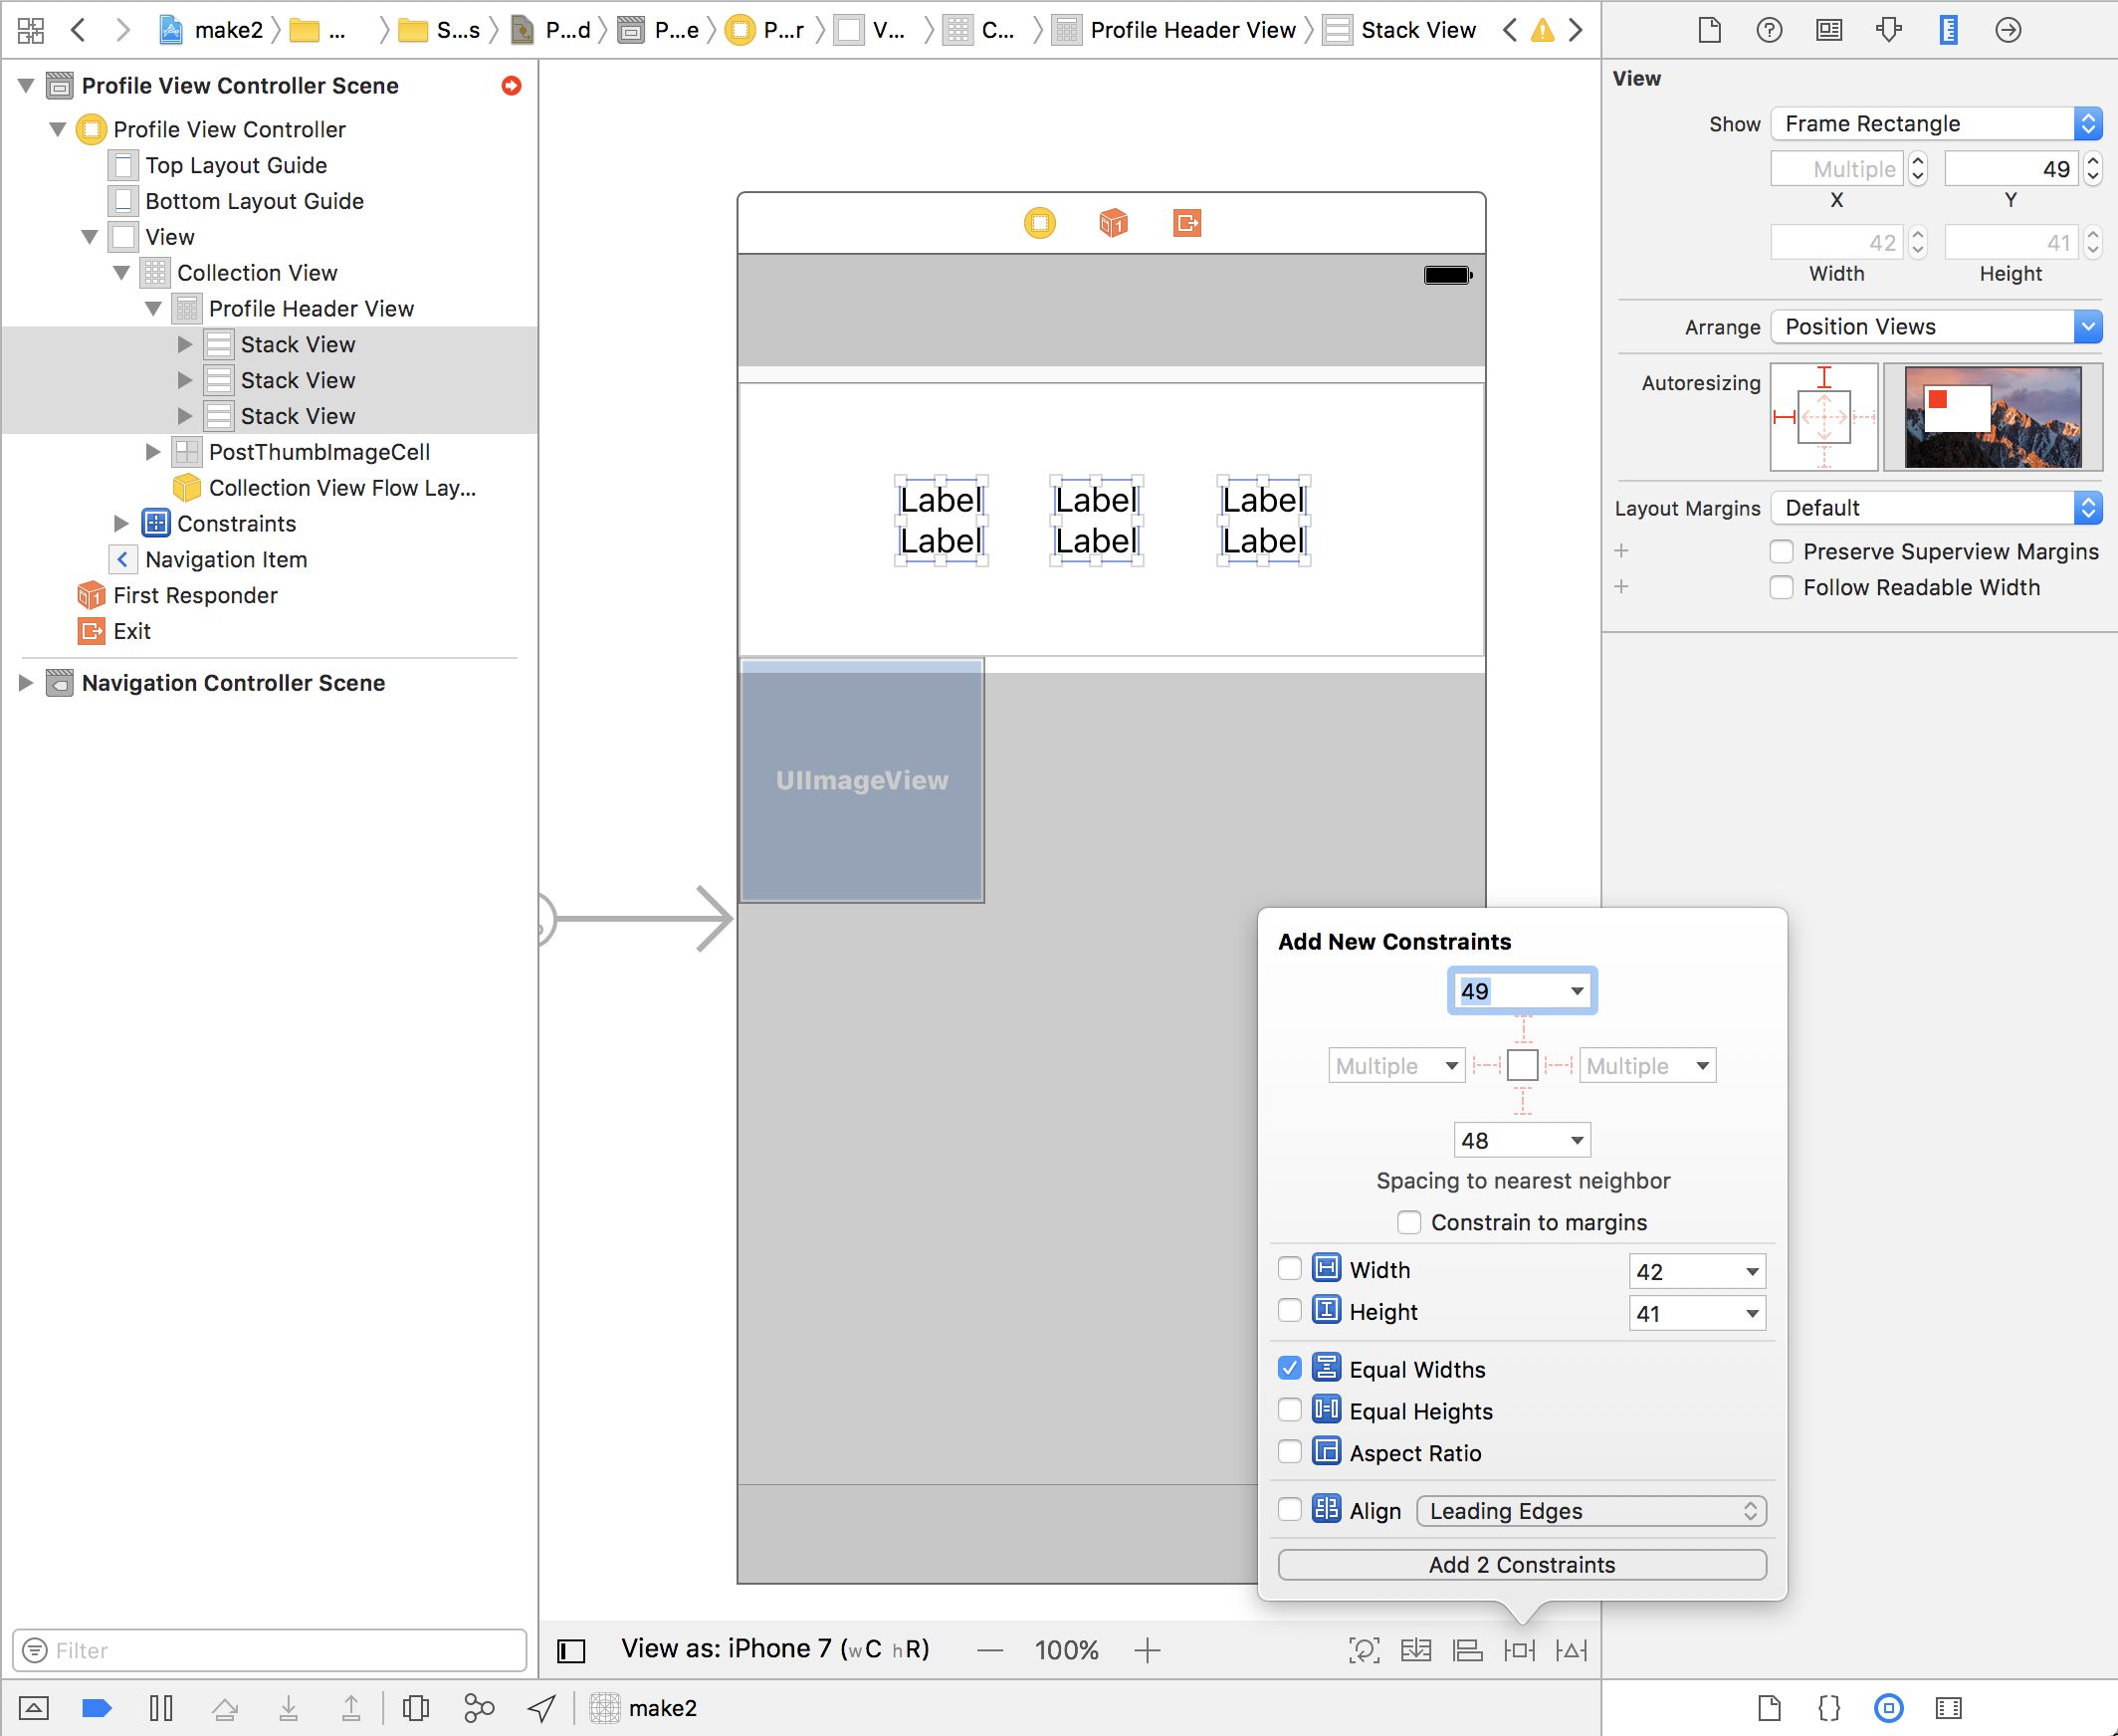 make2 ... S...s P...d P...e P...r V... C... Profile Header View Stack View
Profile View Controller Scene
Profile View Controller
Top Layout Guide
Bottom Layout Guide
View
Collection View
Profile Header View
Stack View
Stack View
Stack View
PostThumbImageCell
Collection View Flow Lay...
Constraints
Navigation Item
First Responder
Exit
Navigation Controller Scene
Filter
Label Label Label
Label Label Label
UIImageView
View as: iPhone 7 (wC hR) — 100% +
make2
Add New Constraints
49
Multiple Multiple
48
Spacing to nearest neighbor
Constrain to margins
Width 42
Height 41
Equal Widths
Equal Heights
Aspect Ratio
Align Leading Edges
Add 2 Constraints
View
Show Frame Rectangle
Multiple 49
X Y
42 41
Width Height
Arrange Position Views
Autoresizing
Layout Margins Default
+ Preserve Superview Margins
+ Follow Readable Width